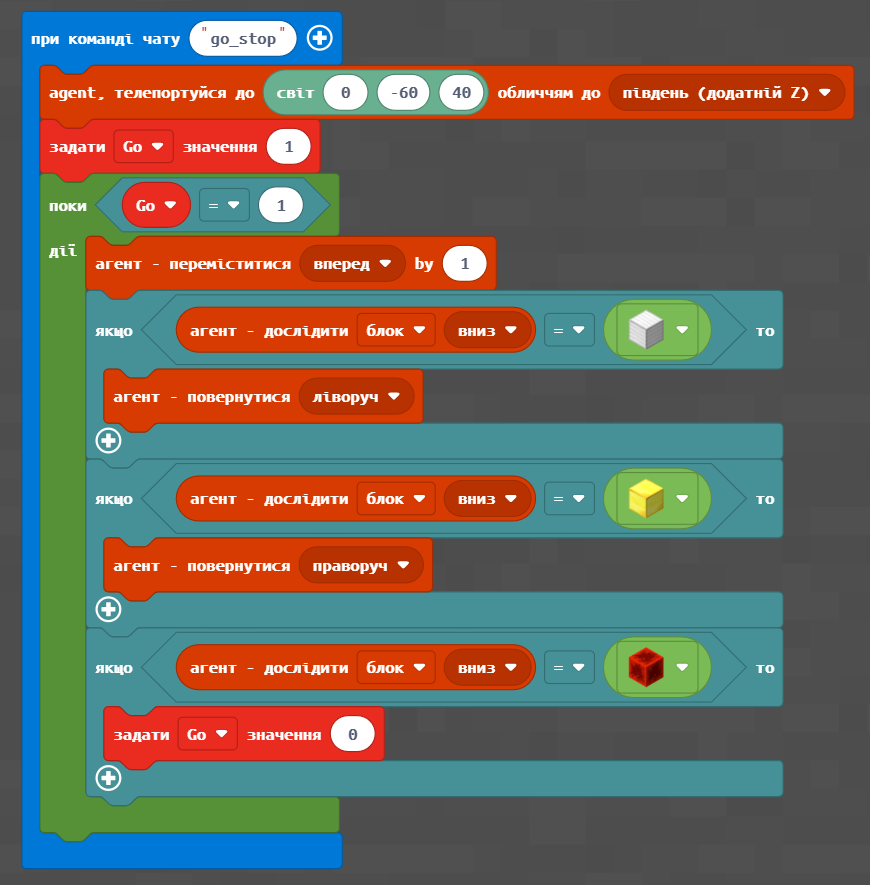 при команді чату "go_stop"
agent, телепортуйся до світ 0 -60 40 обличчям до південь (додатній Z)
задати Go значення 1
поки Go = 1
дії
агент - переміститися вперед by 1
якщо агент - дослідити блок вниз = то
агент - повернутися ліворуч
якщо агент - дослідити блок вниз = то
агент - повернутися праворуч
якщо агент - дослідити блок вниз = то
задати Go значення 0